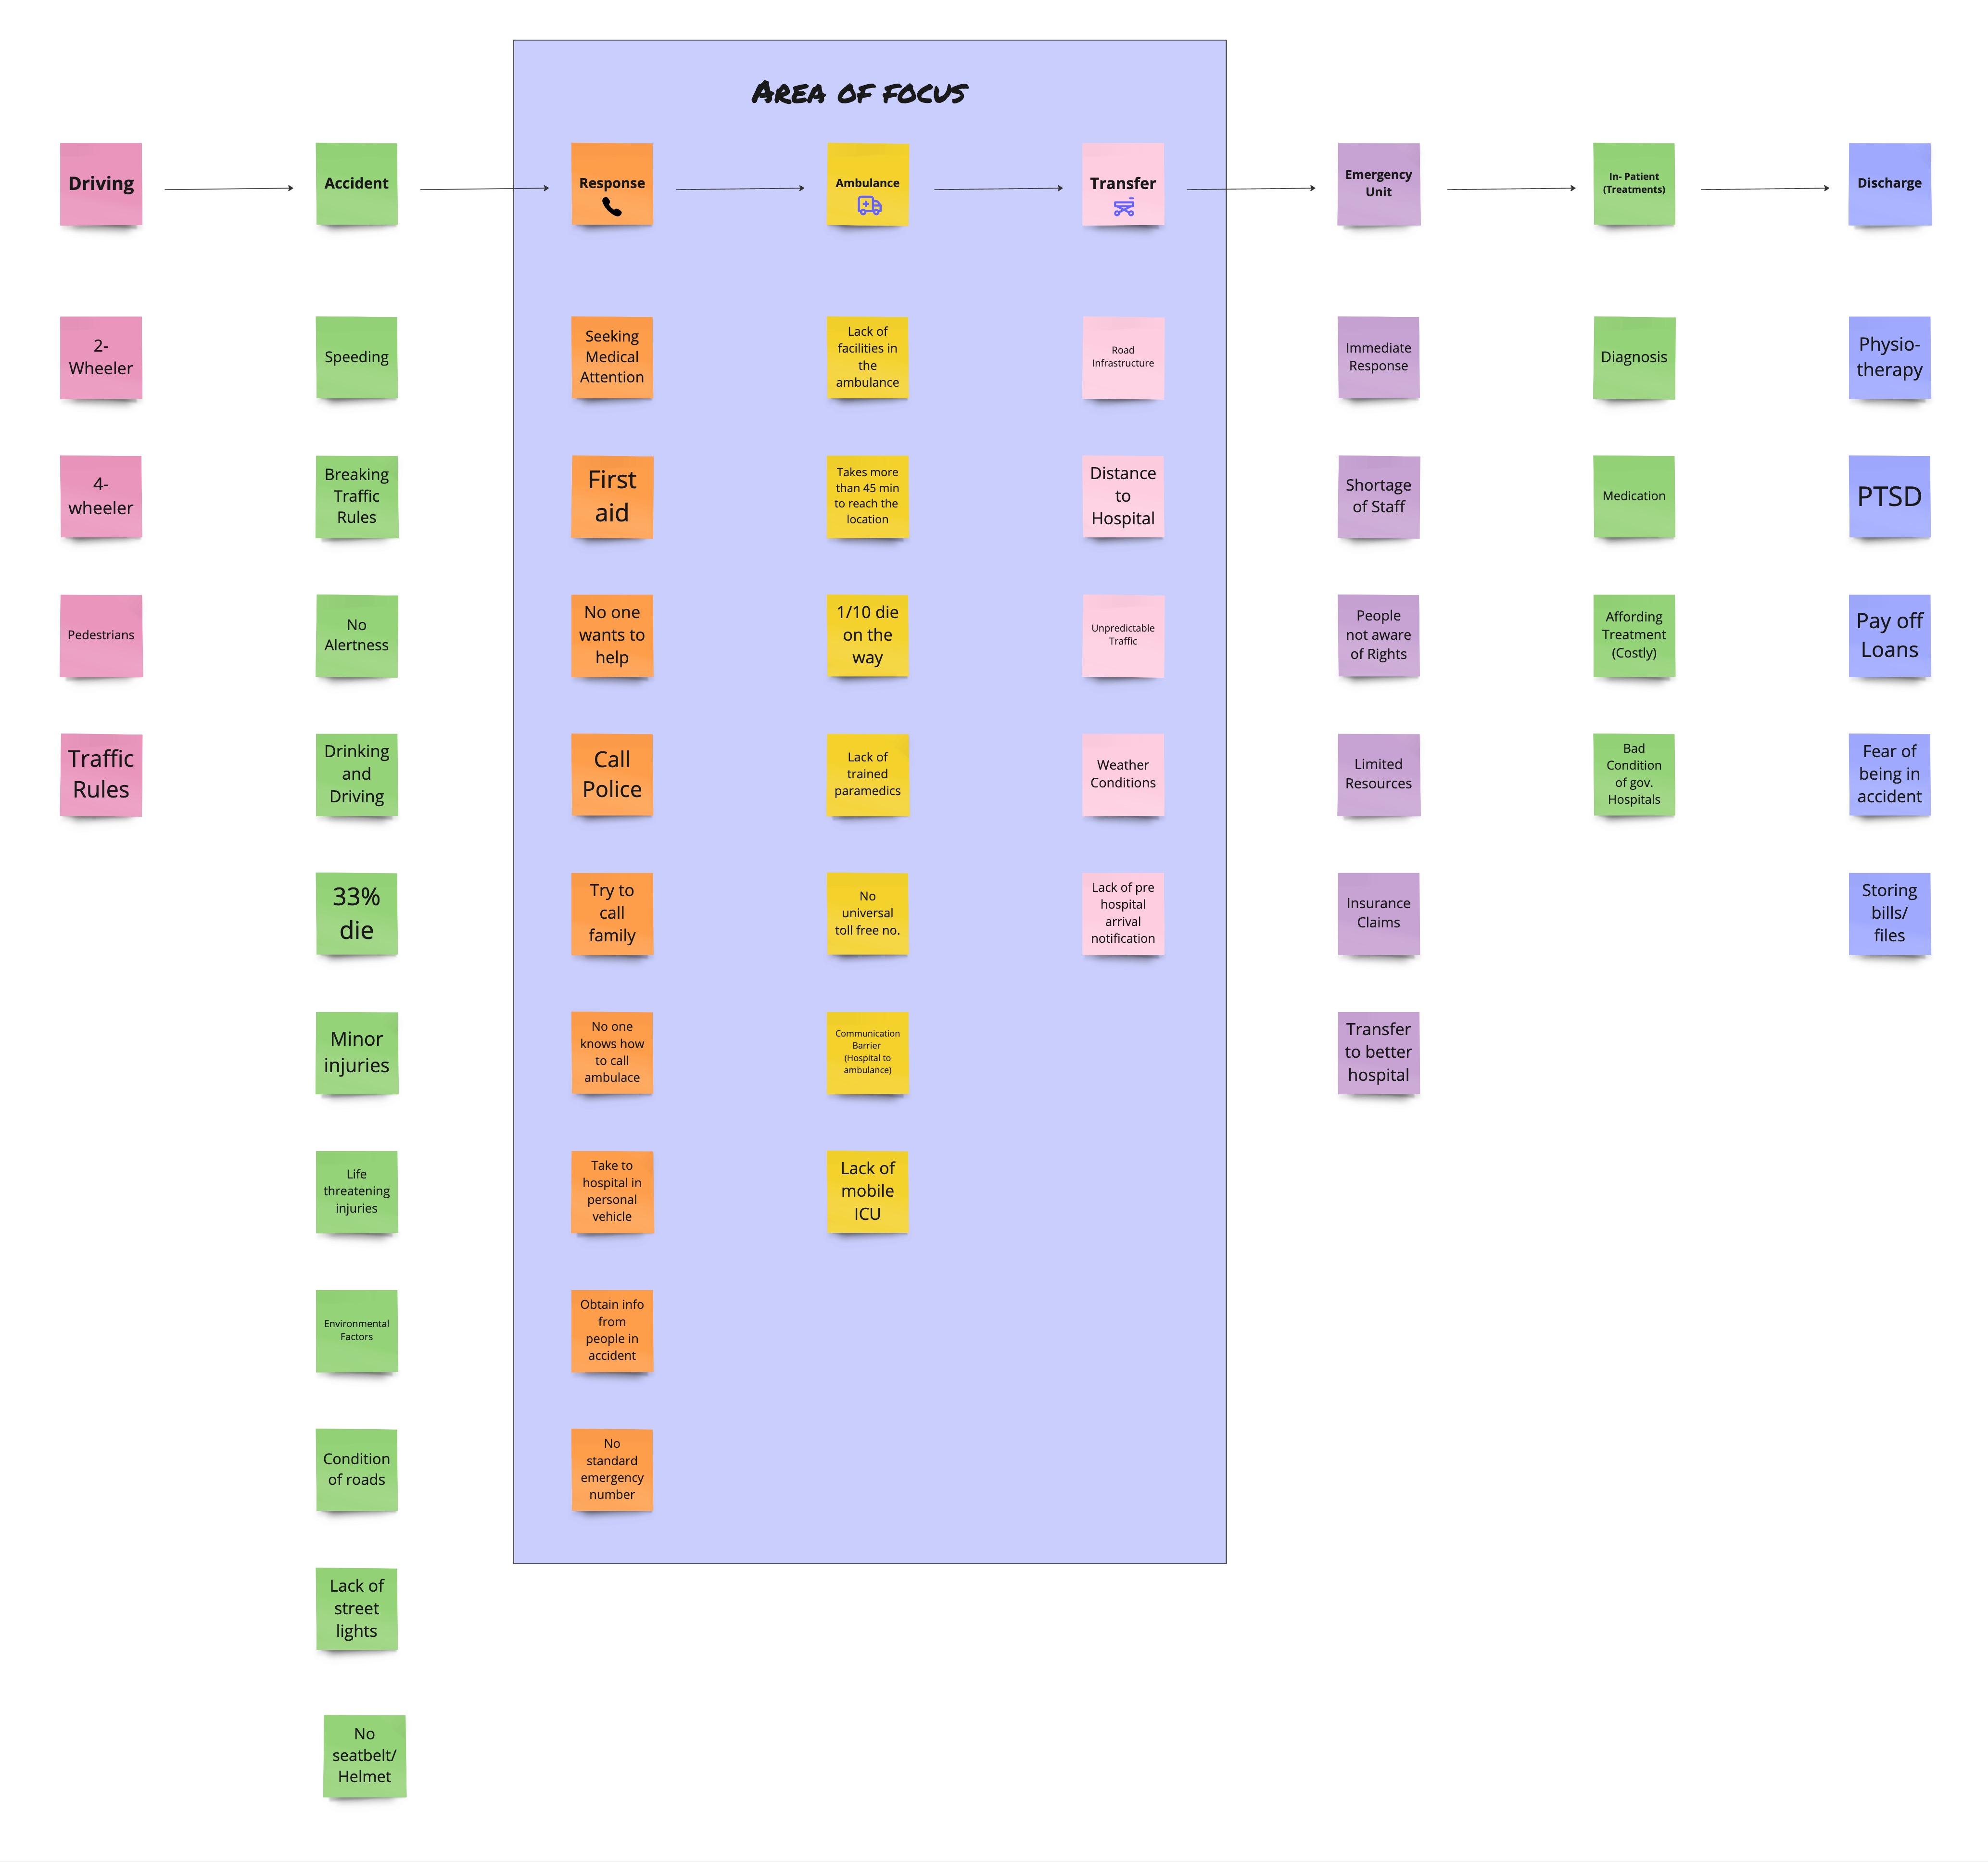 AREA OF FOCUS
Driving
Accident
Response
Ambulance
Transfer
Emergency
Unit
In- Patient
(Treatments)
Discharge
2-
Wheeler
4-
wheeler
Pedestrians
Traffic
Rules
Speeding
Breaking
Traffic
Rules
No
Alertness
Drinking
and
Driving
33%
die
Minor
injuries
Life
threatening
injuries
Environmental
Factors
Condition
of roads
Lack of
street
lights
No
seatbelt/
Helmet
Seeking
Medical
Attention
First
aid
No one
wants to
help
Call
Police
Try to
call
family
No one
knows how
to call
ambulace
Take to
hospital in
personal
vehicle
Obtain info
from
people in
accident
No
standard
emergency
number
Lack of
facilities in
the
ambulance
Takes more
than 45 min
to reach the
location
1/10 die
on the
way
Lack of
trained
paramedics
No
universal
toll free no.
Communication
Barrier
(Hospital to
ambulance)
Lack of
mobile
ICU
Road
Infrastructure
Distance
to
Hospital
Unpredictable
Traffic
Weather
Conditions
Lack of pre
hospital
arrival
notification
Immediate
Response
Shortage
of Staff
People
not aware
of Rights
Limited
Resources
Insurance
Claims
Transfer
to better
hospital
Diagnosis
Medication
Affording
Treatment
(Costly)
Bad
Condition
of gov.
Hospitals
Physio-
therapy
PTSD
Pay off
Loans
Fear of
being in
accident
Storing
bills/
files